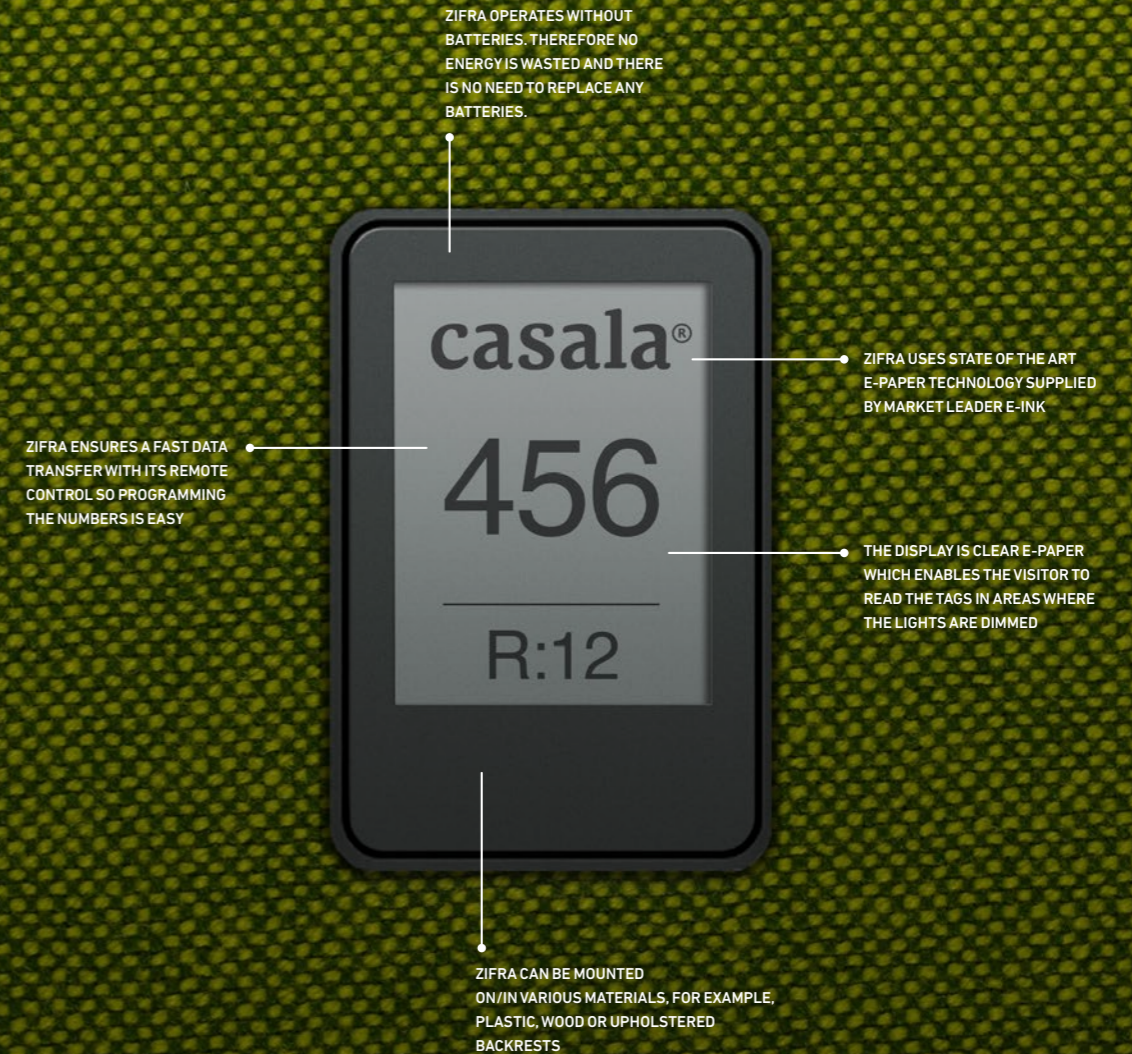 ZIFRA OPERATES WITHOUT
BATTERIES. THEREFORE NO
ENERGY IS WASTED AND THERE
IS NO NEED TO REPLACE ANY
BATTERIES.
casala®
ZIFRA USES STATE OF THE ART
E-PAPER TECHNOLOGY SUPPLIED
BY MARKET LEADER E-INK
456
ZIFRA ENSURES A FAST DATA
TRANSFER WITH ITS REMOTE
CONTROL SO PROGRAMMING
THE NUMBERS IS EASY
THE DISPLAY IS CLEAR E-PAPER
WHICH ENABLES THE VISITOR TO
READ THE TAGS IN AREAS WHERE
THE LIGHTS ARE DIMMED
R:12
ZIFRA CAN BE MOUNTED
ON/IN VARIOUS MATERIALS, FOR EXAMPLE,
PLASTIC, WOOD OR UPHOLSTERED
BACKRESTS